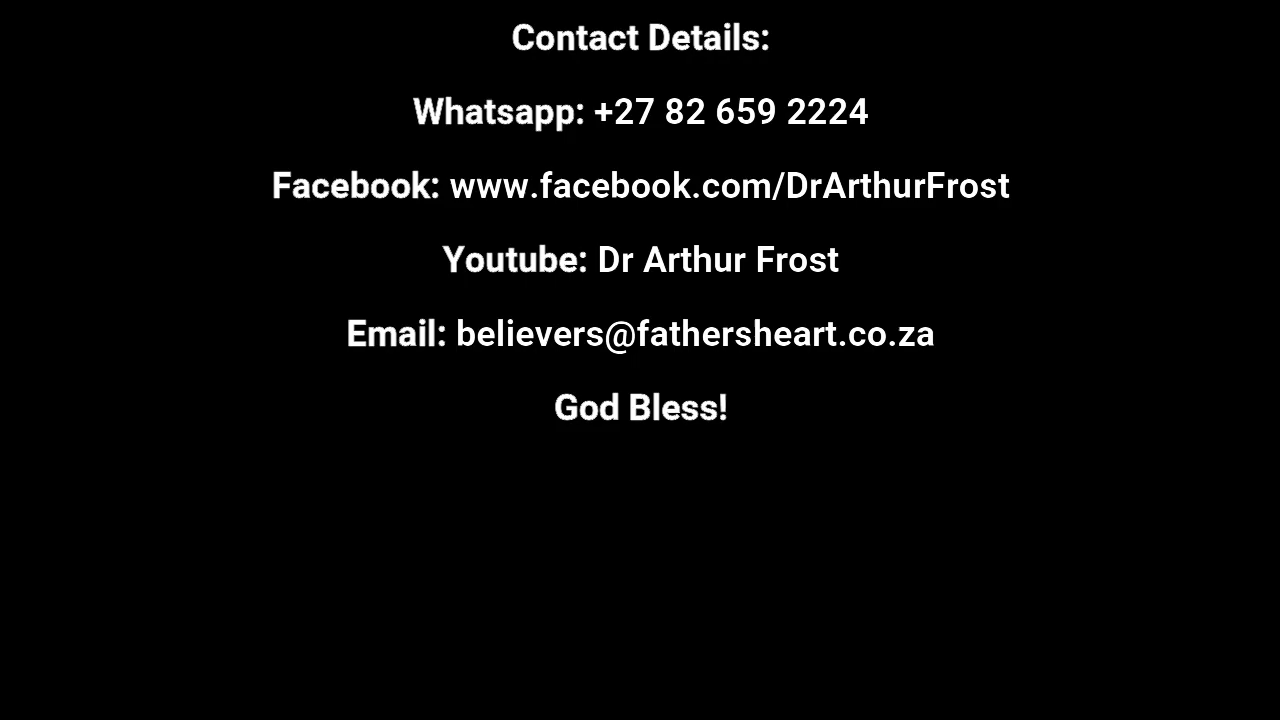 Contact Details:
Whatsapp: +27 82 659 2224
Facebook: www.facebook.com/DrArthurFrost
Youtube: Dr Arthur Frost
Email: believers@fathersheart.co.za
God Bless!